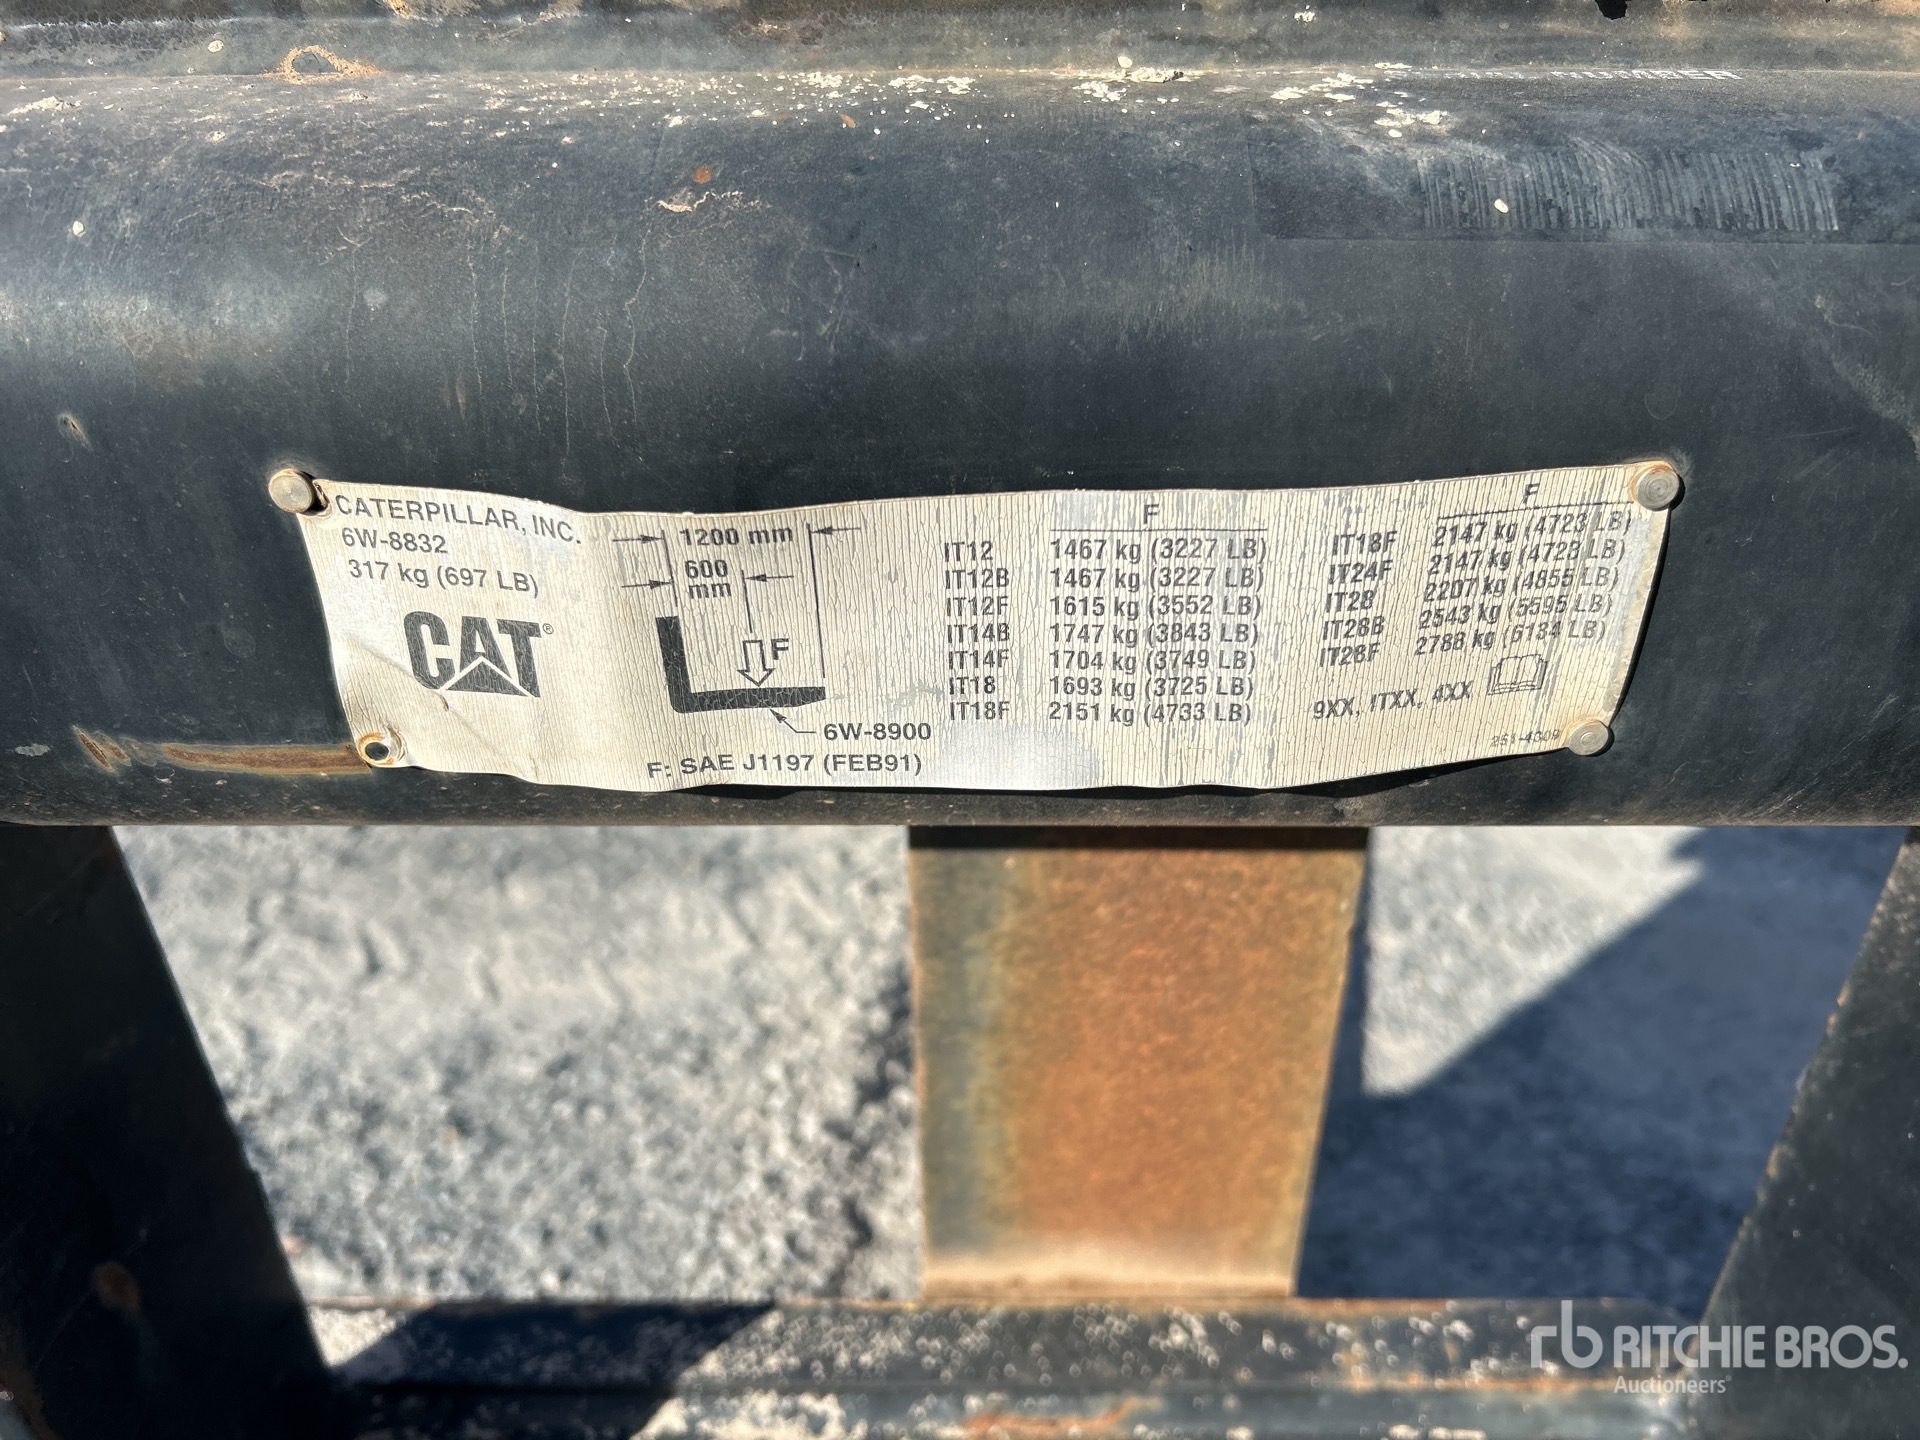 NUMBER
CATERPILLAR, INC.
6W-8832
317 kg (697 LB)
CAT®
1200 mm
600
mm
F
6W-8900
F: SAE J1197 (FEB91)
F
IT12 1467 kg (3227 LB)
IT12B 1467 kg (3227 LB)
IT12F 1615 kg (3552 LB)
IT14B 1747 kg (3843 LB)
IT14F 1704 kg (3749 LB)
IT18 1693 kg (3725 LB)
IT18F 2151 kg (4733 LB)
F
IT18F 2147 kg (4723 LB)
IT24F 2147 kg (4723 LB)
IT28 2207 kg (4855 LB)
IT28B 2543 kg (5595 LB)
IT28F 2788 kg (6134 LB)
9XX, ITXX, 4XX
251-4309
rb RITCHIE BROS.
Auctioneers